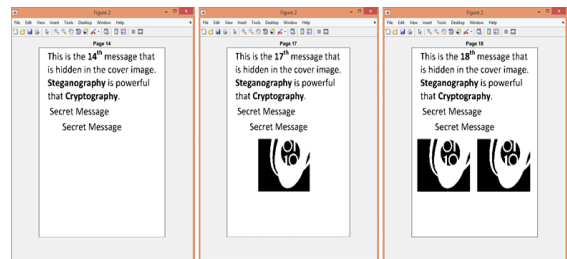 Figure 2
File Edit View Insert Tools Desktop Window Help
Page 14
This is the 14th message that
is hidden in the cover image.
Steganography is powerful
that Cryptography.
Secret Message
Secret Message
Figure 2
File Edit View Insert Tools Desktop Window Help
Page 17
This is the 17th message that
is hidden in the cover image.
Steganography is powerful
that Cryptography.
Secret Message
Secret Message
Figure 2
File Edit View Insert Tools Desktop Window Help
Page 18
This is the 18th message that
is hidden in the cover image.
Steganography is powerful
that Cryptography.
Secret Message
Secret Message